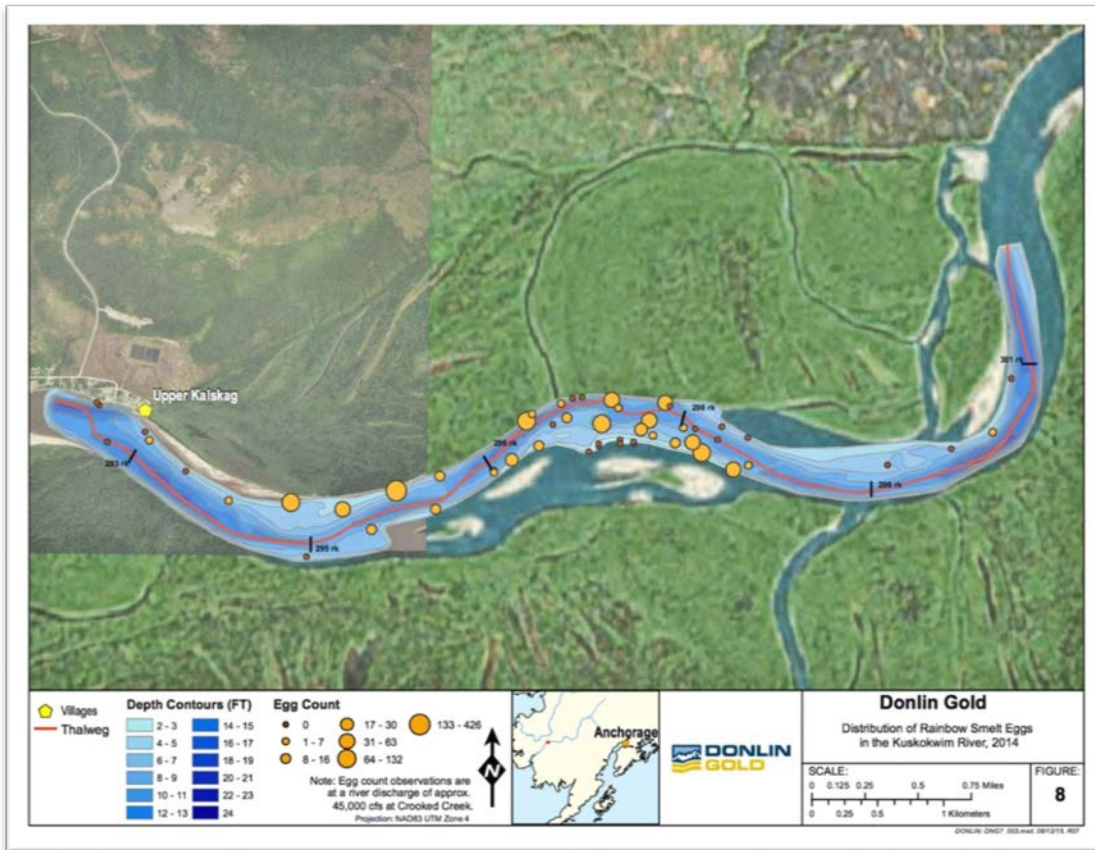 Upper Kalskag
293 rk
295 rk
296 rk
298 rk
299 rk
301 rk
Villages
Thalweg
Depth Contours (FT)
2 - 3
4 - 5
6 - 7
8 - 9
10 - 11
12 - 13
14 - 15
16 - 17
18 - 19
20 - 21
22 - 23
24
Egg Count
0
1 - 7
8 - 16
17 - 30
31 - 63
64 - 132
133 - 426
Note: Egg count observations are
at a river discharge of approx.
45,000 cfs at Crooked Creek.
Projection: NAD83 UTM Zone 4
N
Anchorage
DONLIN
GOLD
Donlin Gold
Distribution of Rainbow Smelt Eggs
in the Kuskokwim River, 2014
SCALE:
0 0.125 0.25 0.5 0.75 Miles
0 0.25 0.5 1 Kilometers
FIGURE:
8